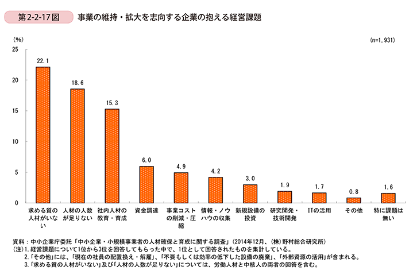 第2-2-17図 事業の維持・拡大を志向する企業の抱える経営課題
(%)
(n=1,931)
25
20
15
10
5
0
22.1
18.6
15.3
6.0
4.9
4.2
3.0
1.9
1.7
0.8
1.6
求める質の
人材がいない
人材の人数
が足りない
社内人材の
教育・育成
資金調達
事業コスト
の削減・圧
縮
情報・ノウ
ハウの収集
新規設備の
投資
研究開発・
技術開発
ITの活用
その他
特に課題は
無い
資料：中小企業庁委託「中小企業・小規模事業者の人材確保と育成に関する調査」(2014年12月、(株)野村総合研究所)
(注)1.経営課題について1位から3位を回答してもらった中で、1位として回答されたものを集計している。
2.「その他」には、「現在の社員の配置換え・解雇」、「不要もしくは効率の低下した設備の廃棄」、「外部資源の活用」が含まれる。
3.「求める質の人材がいない」及び「人材の人数が足りない」については、労働人材と中核人材の両者の回答を含む。